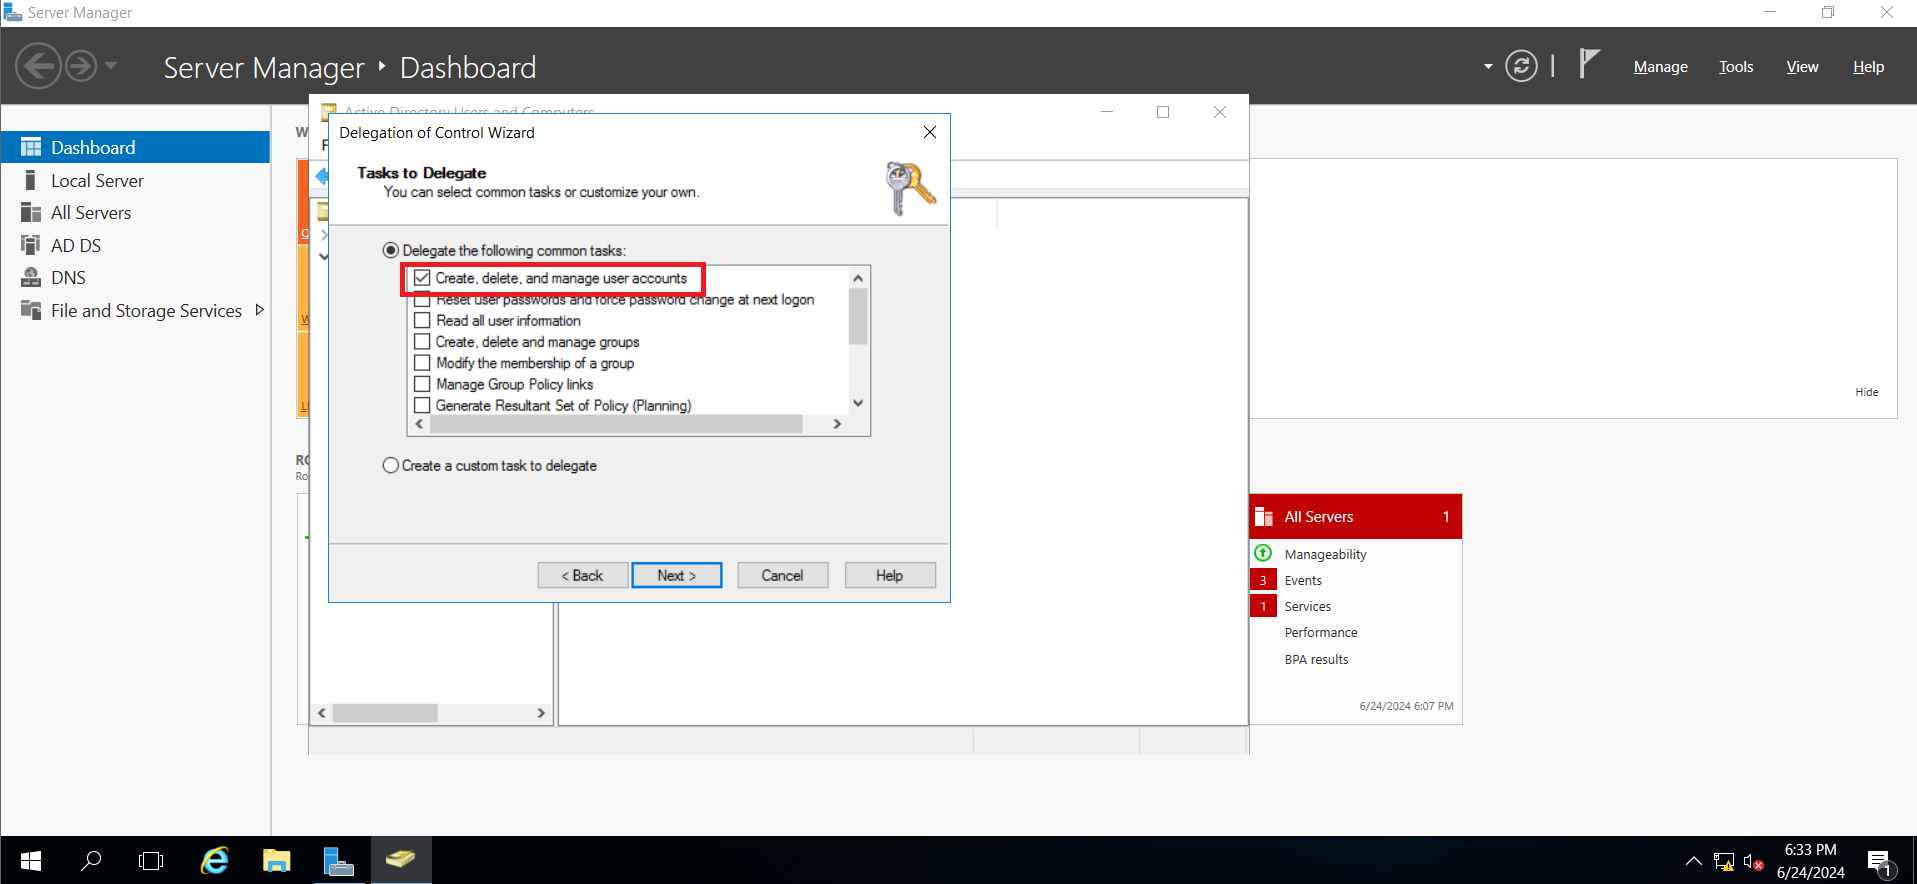 Server Manager
Server Manager ‣ Dashboard
Manage Tools View Help
Dashboard
Local Server
All Servers
AD DS
DNS
File and Storage Services
Active Directory Users and Computers
Delegation of Control Wizard
Tasks to Delegate
You can select common tasks or customize your own.
Delegate the following common tasks:
Create, delete, and manage user accounts
Reset user passwords and force password change at next logon
Read all user information
Create, delete and manage groups
Modify the membership of a group
Manage Group Policy links
Generate Resultant Set of Policy (Planning)
Create a custom task to delegate
< Back Next > Cancel Help
Hide
All Servers 1
Manageability
3 Events
1 Services
Performance
BPA results
6/24/2024 6:07 PM
6:33 PM
6/24/2024
1